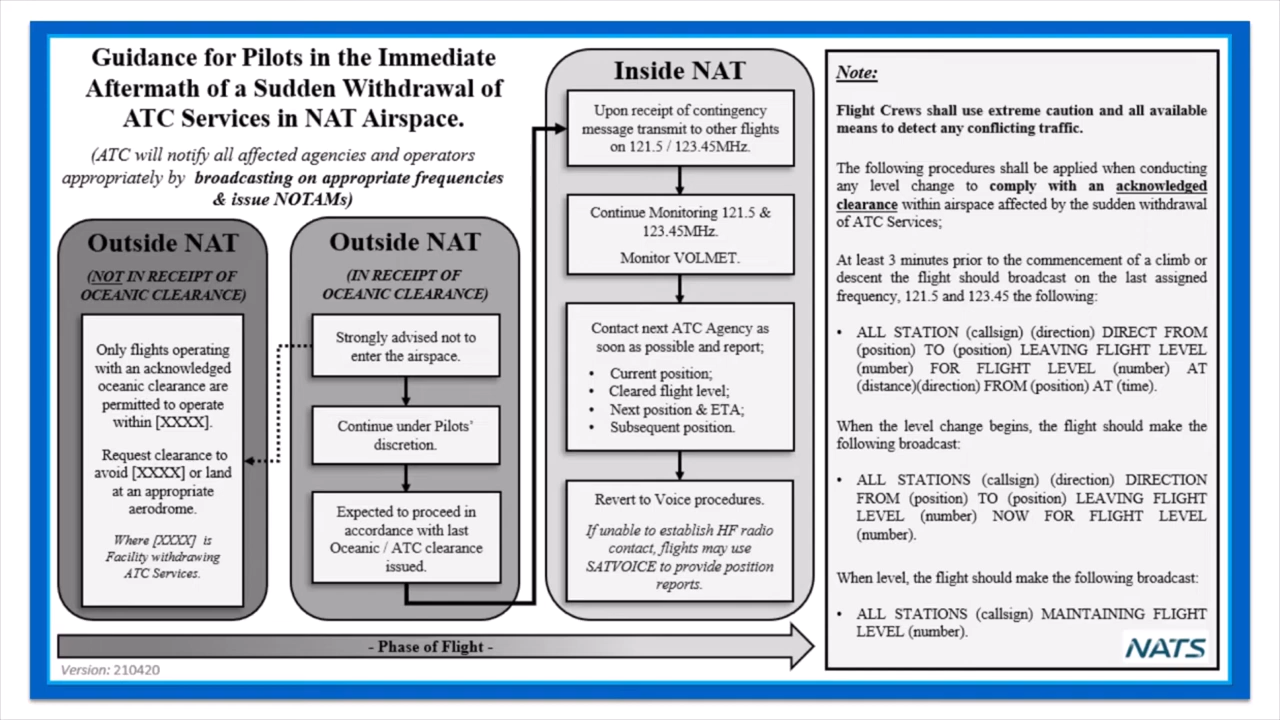 Guidance for Pilots in the Immediate
Aftermath of a Sudden Withdrawal of
ATC Services in NAT Airspace.
(ATC will notify all affected agencies and operators
appropriately by broadcasting on appropriate frequencies
& issue NOTAMs)
Outside NAT
(NOT IN RECEIPT OF
OCEANIC CLEARANCE)
Only flights operating
with an acknowledged
oceanic clearance are
permitted to operate
within [XXXX].
Request clearance to
avoid [XXXX] or land
at an appropriate
aerodrome.
Where [XXXX] is
Facility withdrawing
ATC Services.
Outside NAT
(IN RECEIPT OF
OCEANIC CLEARANCE)
Strongly advised not to
enter the airspace.
Continue under Pilots'
discretion.
Expected to proceed in
accordance with last
Oceanic / ATC clearance
issued.
Inside NAT
Upon receipt of contingency
message transmit to other flights
on 121.5 / 123.45MHz.
Continue Monitoring 121.5 &
123.45MHz.
Monitor VOLMET.
Contact next ATC Agency as
soon as possible and report;
• Current position;
• Cleared flight level;
• Next position & ETA;
• Subsequent position.
Revert to Voice procedures.
If unable to establish HF radio
contact, flights may use
SATVOICE to provide position
reports.
- Phase of Flight -
Version: 210420
Note:
Flight Crews shall use extreme caution and all available
means to detect any conflicting traffic.
The following procedures shall be applied when conducting
any level change to comply with an acknowledged
clearance within airspace affected by the sudden withdrawal
of ATC Services;
At least 3 minutes prior to the commencement of a climb or
descent the flight should broadcast on the last assigned
frequency, 121.5 and 123.45 the following:
• ALL STATION (callsign) (direction) DIRECT FROM
(position) TO (position) LEAVING FLIGHT LEVEL
(number) FOR FLIGHT LEVEL (number) AT
(distance)(direction) FROM (position) AT (time).
When the level change begins, the flight should make the
following broadcast:
• ALL STATIONS (callsign) (direction) DIRECTION
FROM (position) TO (position) LEAVING FLIGHT
LEVEL (number) NOW FOR FLIGHT LEVEL
(number).
When level, the flight should make the following broadcast:
• ALL STATIONS (callsign) MAINTAINING FLIGHT
LEVEL (number).
NATS